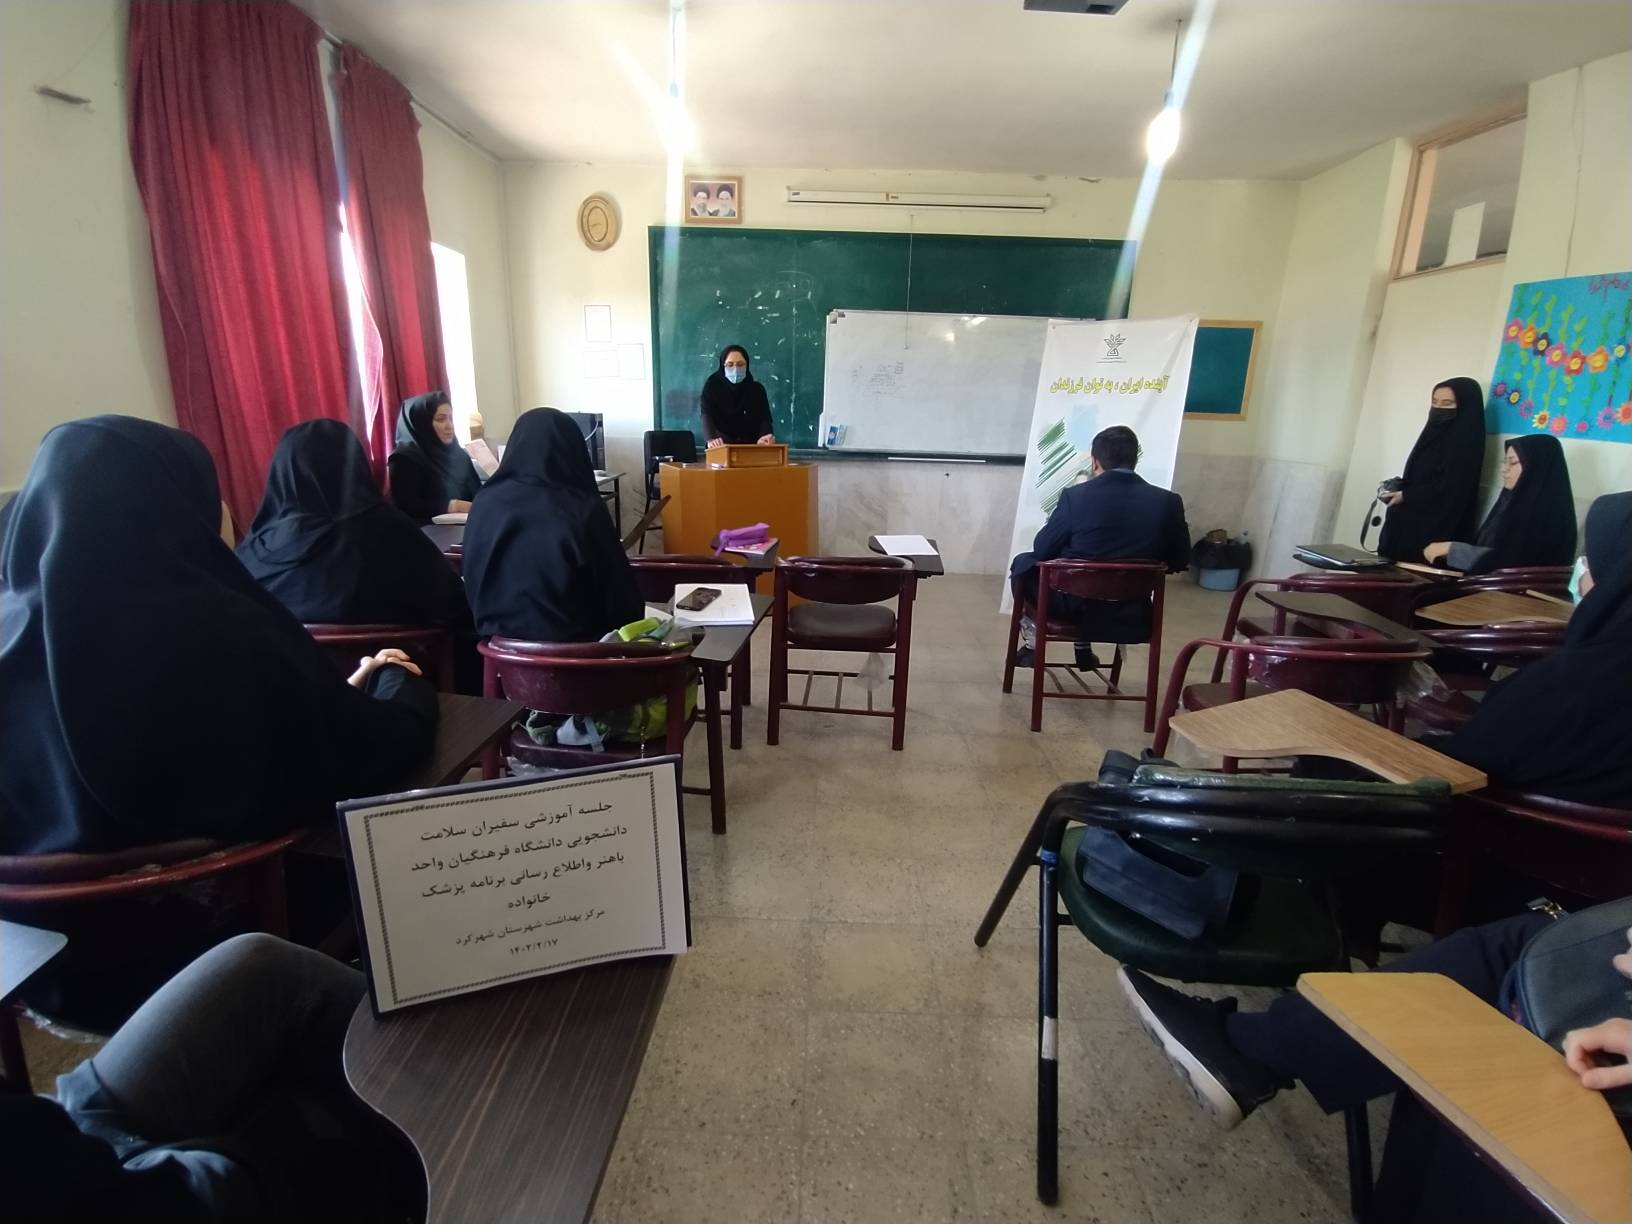 آینده ایران ، به توان فرزندان
جلسه آموزشی سفیران سلامت
دانشجویی دانشگاه فرهنگیان واحد
باهنر واطلاع رسانی برنامه پزشک
خانواده
مرکز بهداشت شهرستان شهرکرد
۱۴۰۳/۲/۱۷